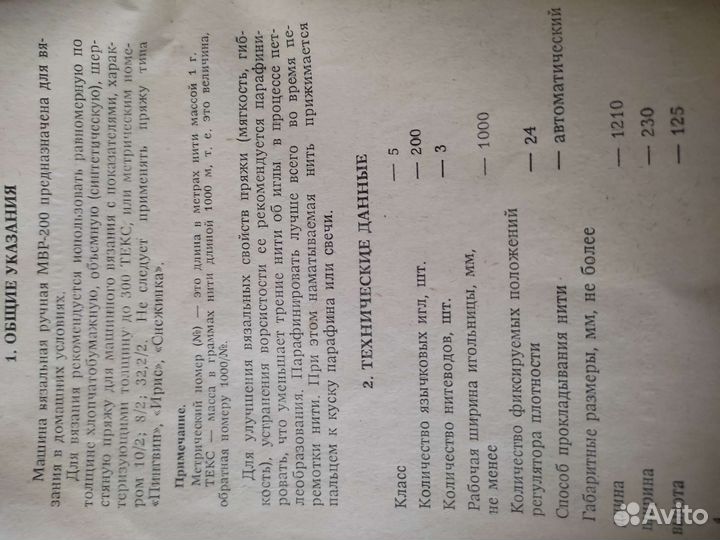 1. ОБЩИЕ УКАЗАНИЯ
Машина вязальная ручная МВР-200 предназначена для вя-
зания в домашних условиях.
Для вязания рекомендуется использовать равномерную по
толщине хлопчатобумажную, объемную (синтетическую), шер-
стяную пряжу для машинного вязания с показателями, харак-
теризующими толщину до 300 ТЕКС, или метрическим номе-
ром 10/2; 8/2; 32,2/2. Не следует применять пряжу типа
«Пингвин», «Ирис», «Снежинка».
Примечание.
Метрический номер (№) — это длина в метрах нити массой 1 г.
ТЕКС — масса в граммах нити длиной 1000 м, т. е. это величина,
обратная номеру 1000/№.
Для улучшения вязальных свойств пряжи (мягкость, гиб-
кость), устранения ворсистости ее рекомендуется парафини-
ровать, что уменьшает трение нити об иглы в процессе пет-
леобразования. Парафинировать лучше всего во время пе-
ремотки нити. При этом наматываемая нить прижимается
пальцем к куску парафина или свечи.
2. ТЕХНИЧЕСКИЕ ДАННЫЕ
Класс — 5
Количество язычковых игл, шт. — 200
Количество нитеводов, шт. — 3
Рабочая ширина игольницы, мм,
не менее — 1000
Количество фиксируемых положений
регулятора плотности — 24
Способ прокладывания нити — автоматический
Габаритные размеры, мм, не более
длина — 1210
ширина — 230
высота — 125
4
Avito